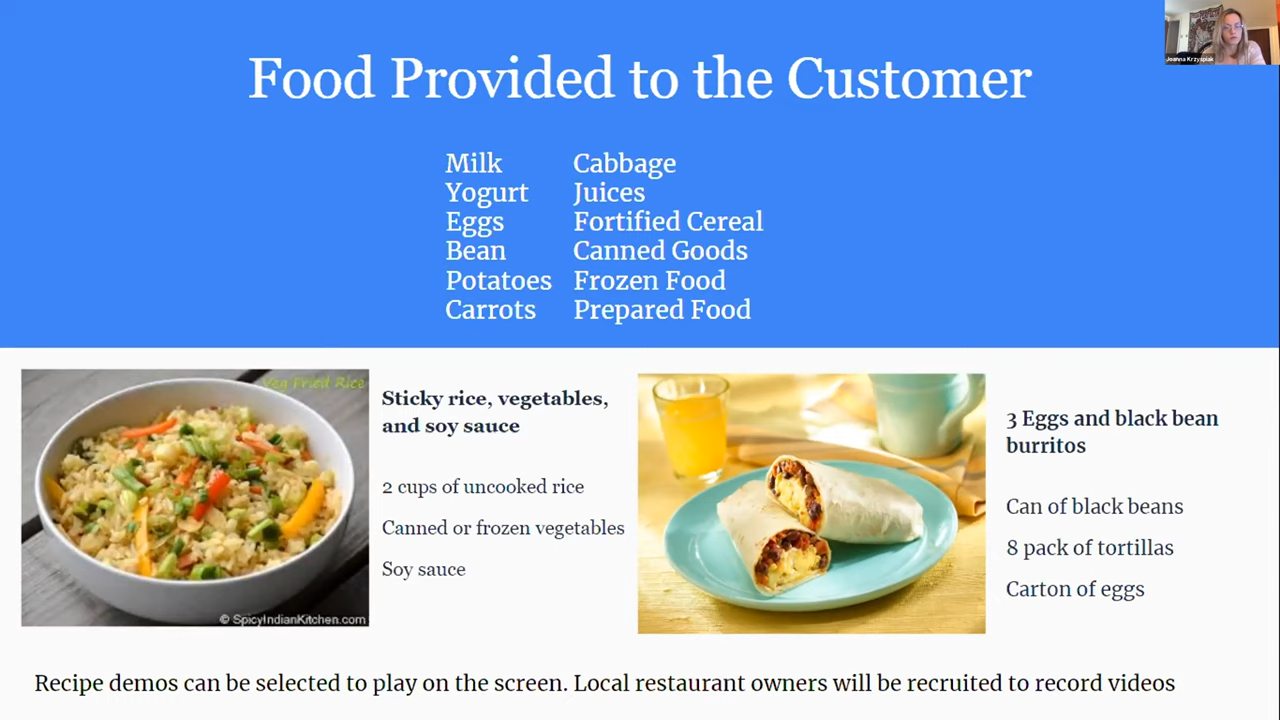 Food Provided to the Customer
Jeanna Krzypiak
Milk
Yogurt
Eggs
Bean
Potatoes
Carrots
Cabbage
Juices
Fortified Cereal
Canned Goods
Frozen Food
Prepared Food
Veg Fried Rice
© SpicyIndianKitchen.com
Sticky rice, vegetables,
and soy sauce
2 cups of uncooked rice
Canned or frozen vegetables
Soy sauce
3 Eggs and black bean
burritos
Can of black beans
8 pack of tortillas
Carton of eggs
Recipe demos can be selected to play on the screen. Local restaurant owners will be recruited to record videos